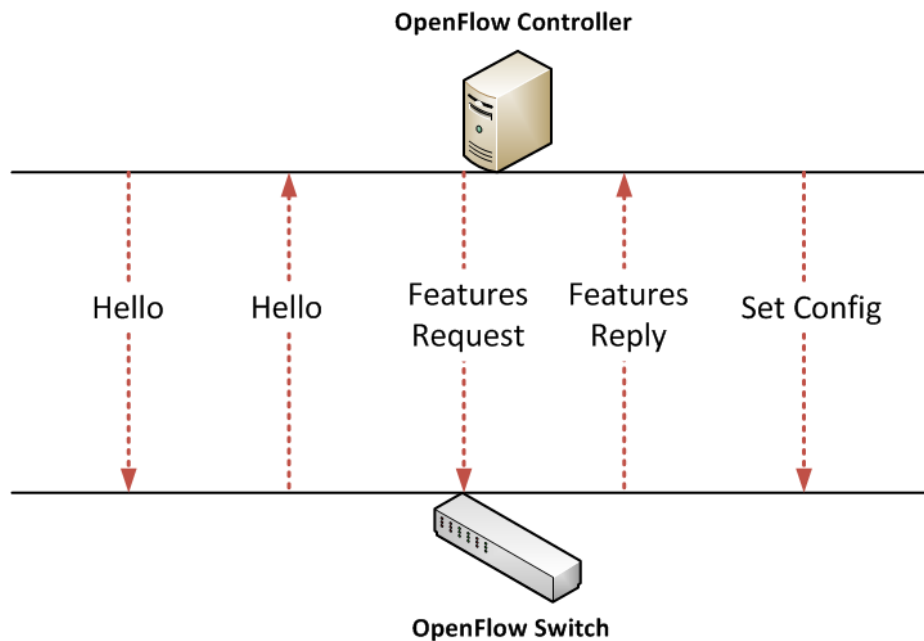 OpenFlow Controller
Hello
Hello
Features
Request
Features
Reply
Set Config
OpenFlow Switch